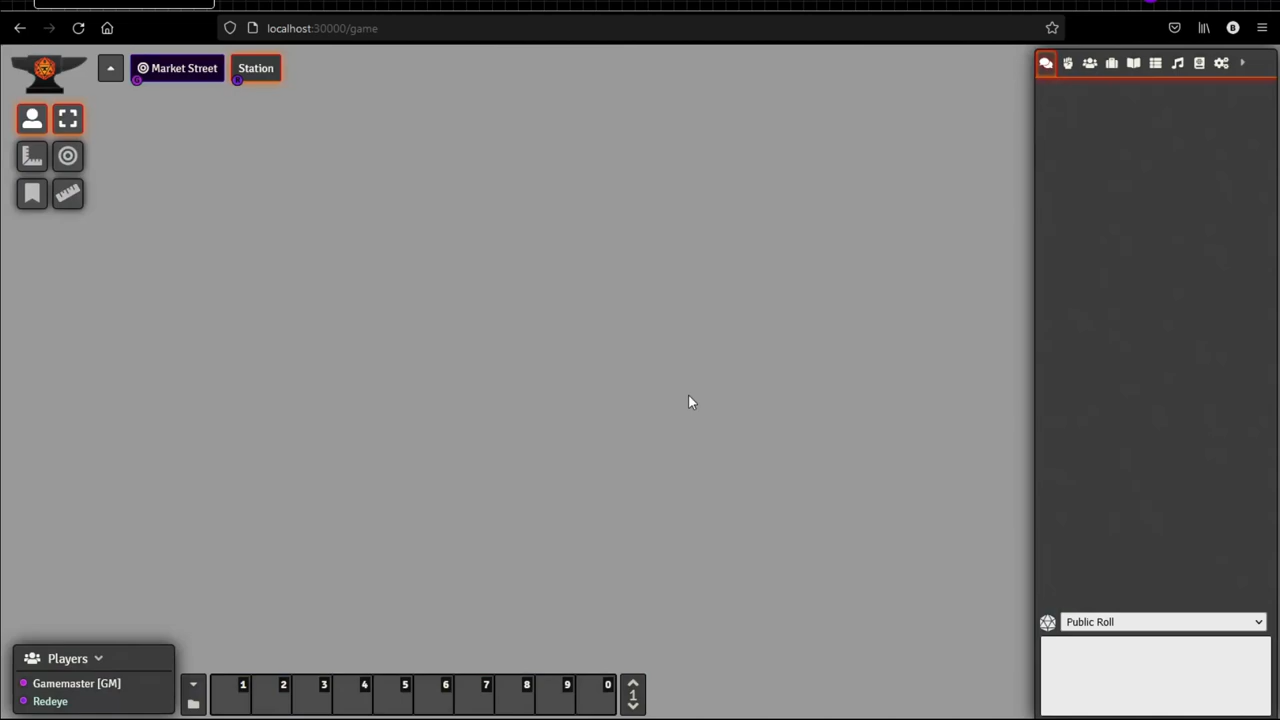 localhost:30000/game
B
Market Street
G
Station
Public Roll
Players
Gamemaster [GM]
Redeye
1 2 3 4 5 6 7 8 9 0
1